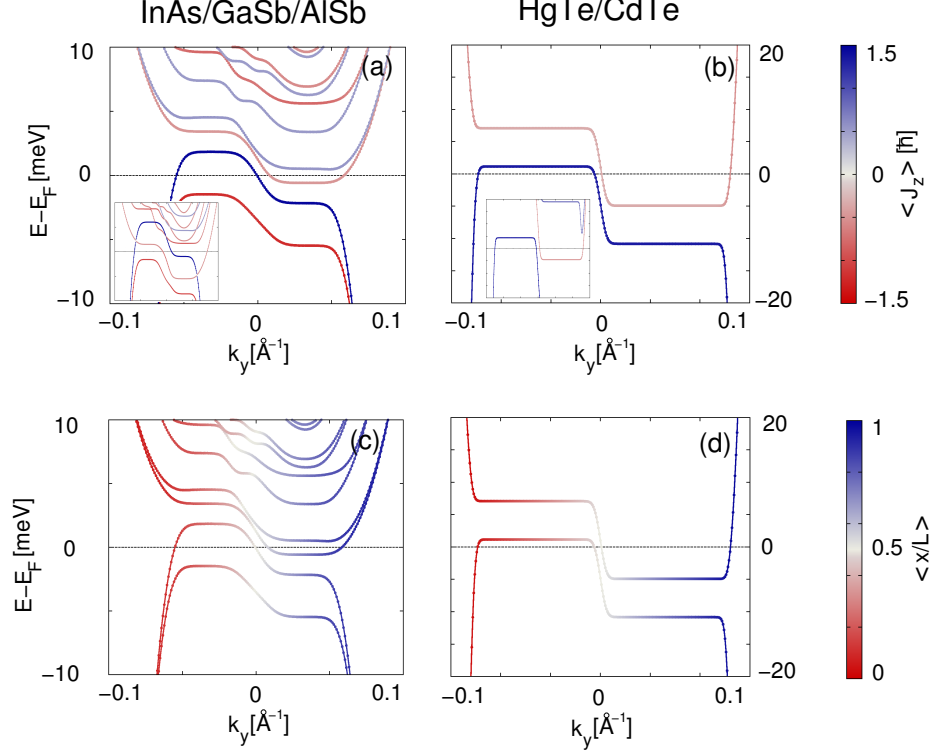 InAs/GaSb/AlSb
HgTe/CdTe
10
(a)
0
−10
E−E_F [meV]
−0.1
0
0.1
k_y[Å⁻¹]
(b)
20
0
−20
−0.1
0
0.1
k_y[Å⁻¹]
1.5
0
−1.5
< J_z > [ħ]
10
(c)
0
−10
E−E_F [meV]
−0.1
0
0.1
k_y[Å⁻¹]
(d)
20
0
−20
−0.1
0
0.1
k_y[Å⁻¹]
1
0.5
0
< x/L >